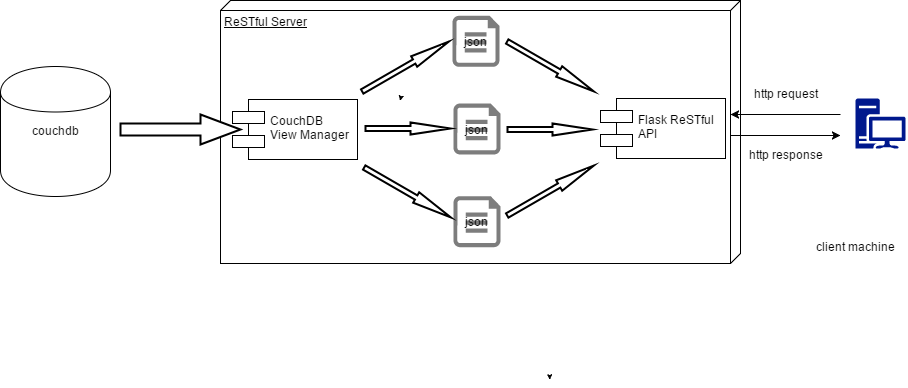 ReSTful Server
json
couchdb
CouchDB
View Manager
json
Flask ReSTful
API
http request
http response
json
client machine